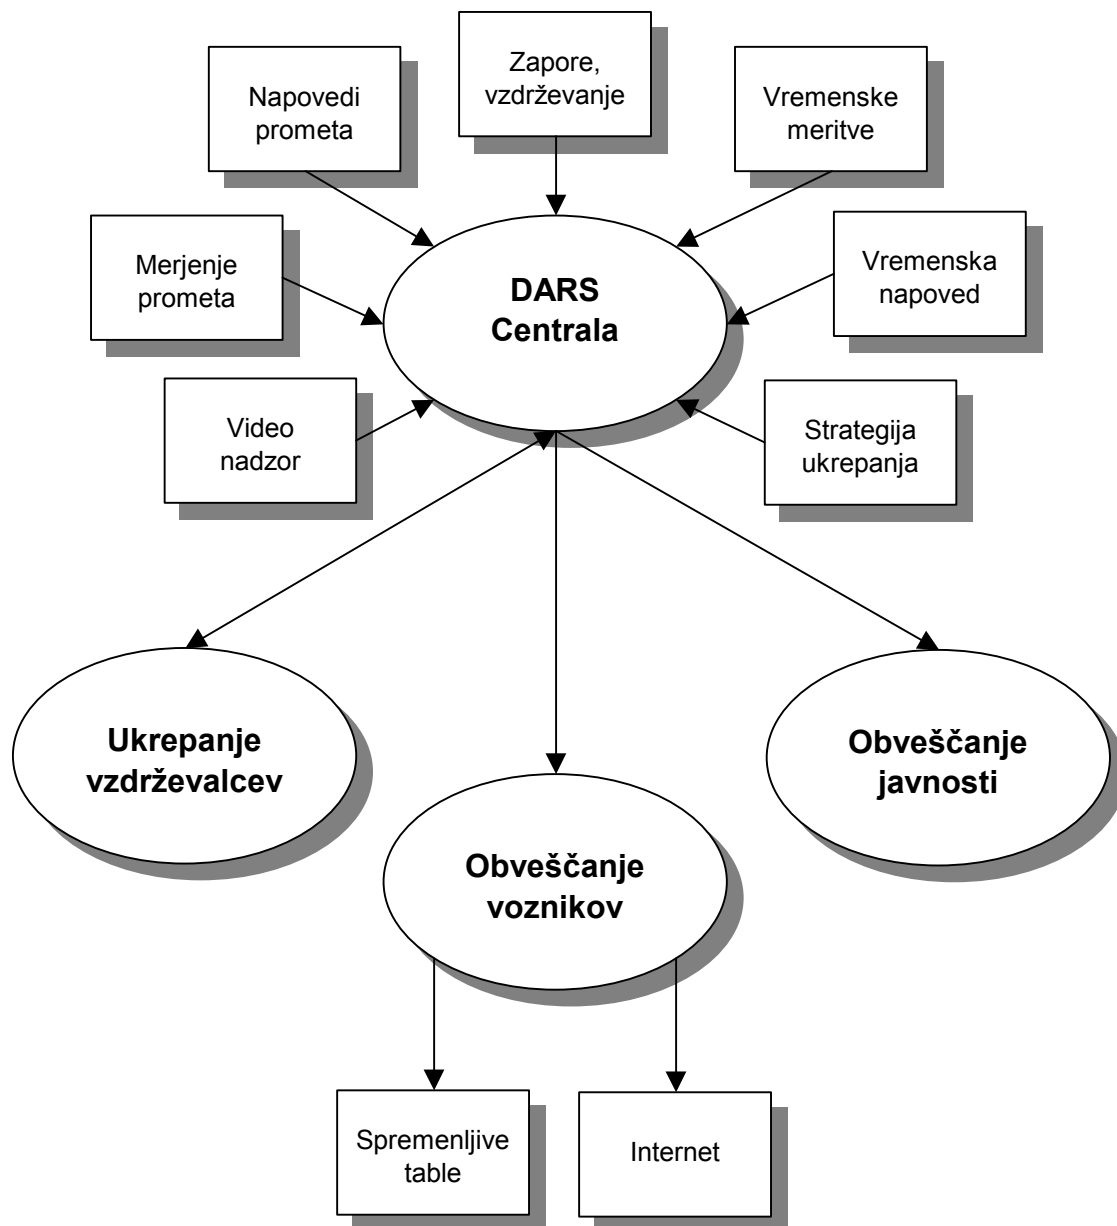 Zapore,
vzdrževanje
Napovedi
prometa
Vremenske
meritve
Merjenje
prometa
DARS
Centrala
Vremenska
napoved
Video
nadzor
Strategija
ukrepanja
Ukrepanje
vzdrževalcev
Obveščanje
javnosti
Obveščanje
voznikov
Spremenljive
table
Internet